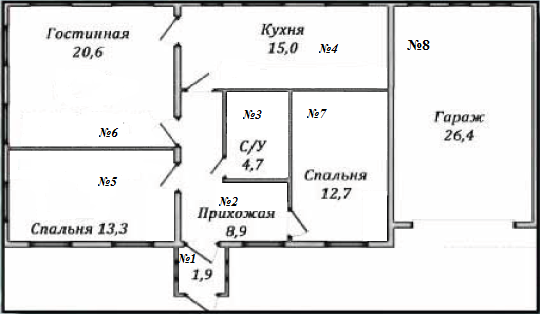 Гостинная
20,6
№6
Кухня
15,0
№4
№8
Гараж
26,4
№3
С/У
4,7
№7
Спальня
12,7
№5
Спальня 13,3
№2
Прихожая
8,9
№1
1,9